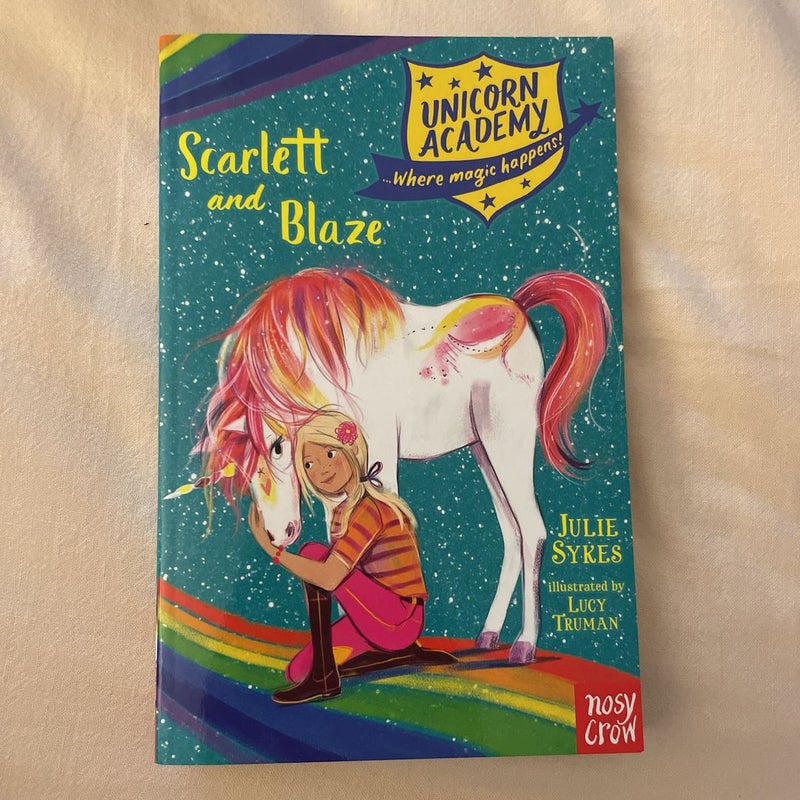 UNICORN
ACADEMY
...Where magic happens!
Scarlett
and
Blaze
JULIE
SYKES
illustrated by
LUCY
TRUMAN
nosy
crow